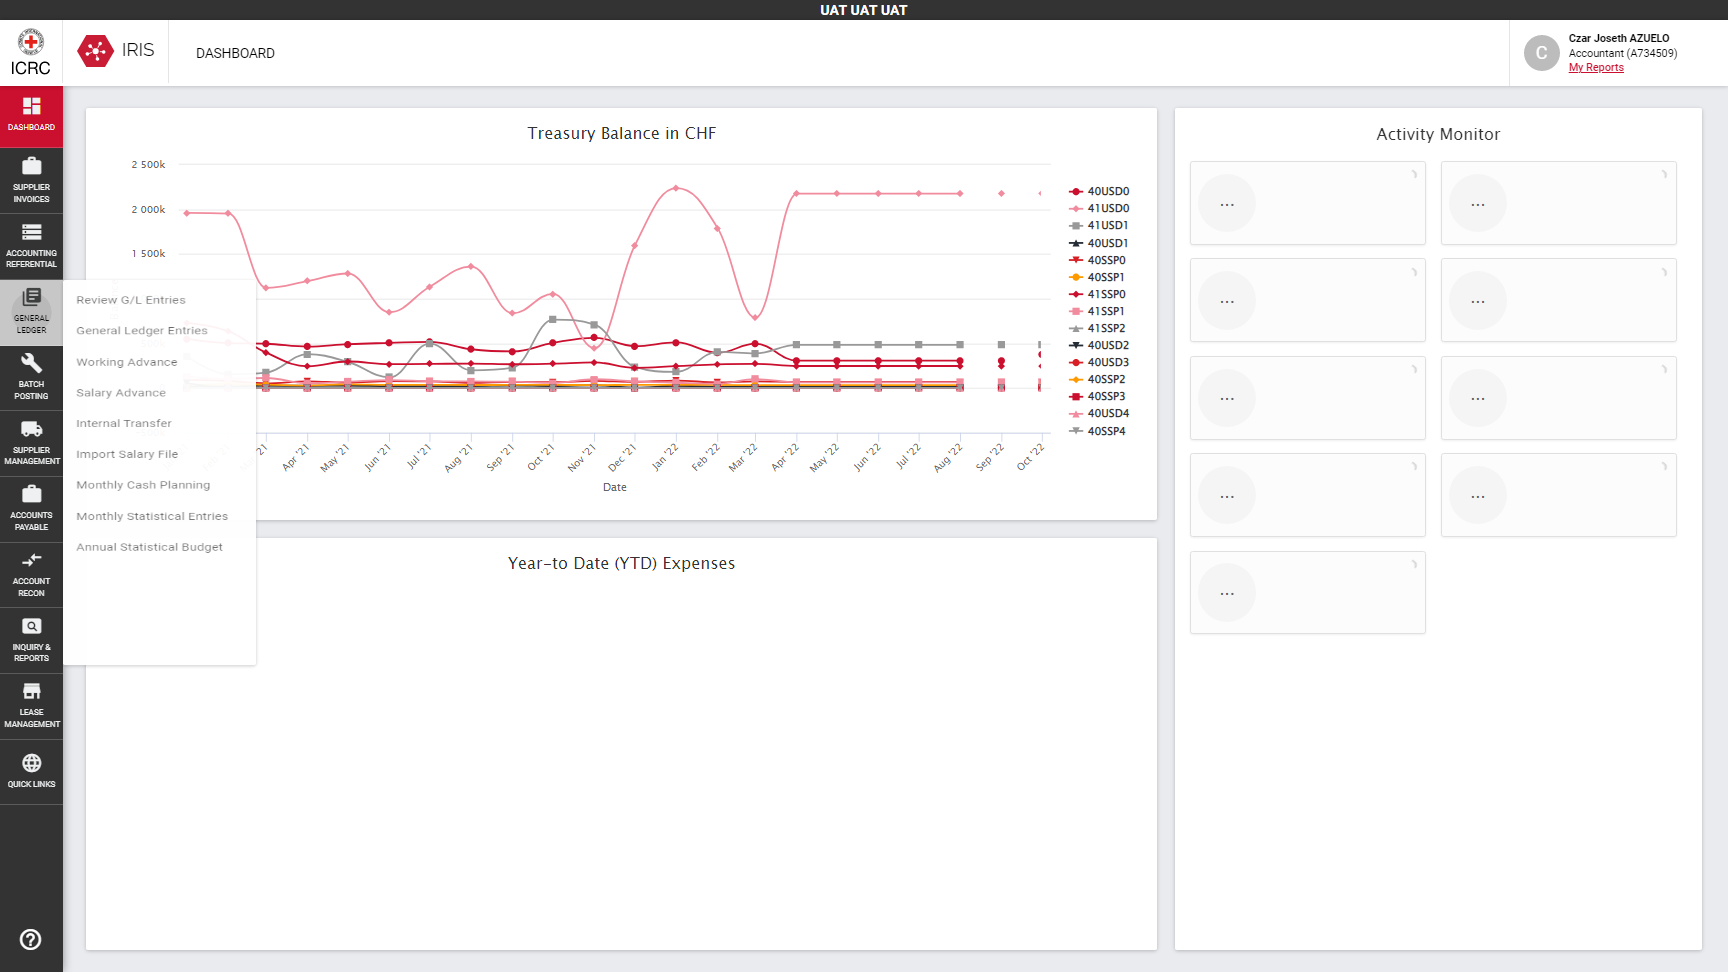 UAT UAT UAT
ICRC
IRIS
DASHBOARD
C
Czar Joseth AZUELO
Accountant (A734509)
My Reports
DASHBOARD
SUPPLIER
INVOICES
ACCOUNTING
REFERENTIAL
GENERAL
LEDGER
BATCH
POSTING
SUPPLIER
MANAGEMENT
ACCOUNTS
PAYABLE
ACCOUNT
RECON
INQUIRY &
REPORTS
LEASE
MANAGEMENT
QUICK LINKS
Review G/L Entries
General Ledger Entries
Working Advance
Salary Advance
Internal Transfer
Import Salary File
Monthly Cash Planning
Monthly Statistical Entries
Annual Statistical Budget
Treasury Balance in CHF
2 500k
2 000k
1 500k
Apr '21
May '21
Jun '21
Jul '21
Aug '21
Sep '21
Oct '21
Nov '21
Dec '21
Jan '22
Feb '22
Mar '22
Apr '22
May '22
Jun '22
Jul '22
Aug '22
Sep '22
Oct '22
Date
40USD0
41USD0
41USD1
40USD1
40SSP0
40SSP1
41SSP0
41SSP1
41SSP2
40USD2
40USD3
40SSP2
40SSP3
40USD4
40SSP4
Year-to Date (YTD) Expenses
Activity Monitor
...
...
...
...
...
...
...
...
...